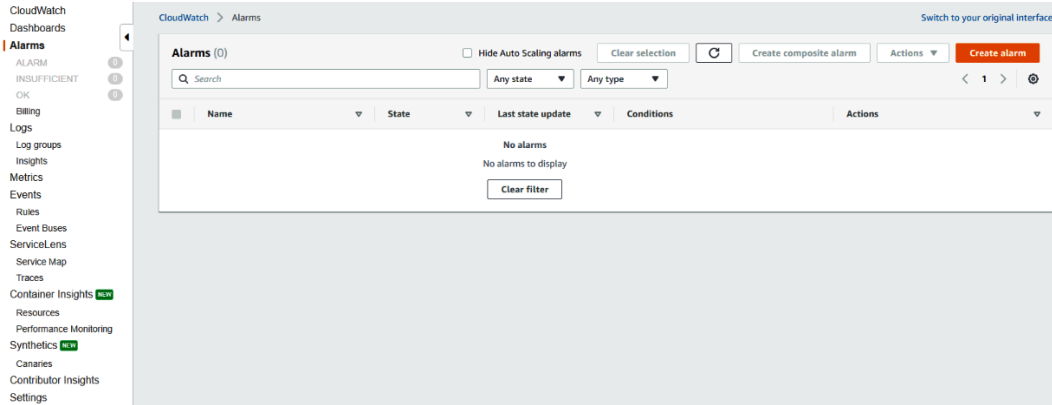 CloudWatch
Dashboards
Alarms
ALARM 0
INSUFFICIENT 0
OK 0
Billing
Logs
Log groups
Insights
Metrics
Events
Rules
Event Buses
ServiceLens
Service Map
Traces
Container Insights NEW
Resources
Performance Monitoring
Synthetics NEW
Canaries
Contributor Insights
Settings
CloudWatch > Alarms
Switch to your original interface
Alarms (0)
Hide Auto Scaling alarms
Clear selection
Create composite alarm
Actions
Create alarm
Search
Any state
Any type
< 1 >
Name State Last state update Conditions Actions
No alarms
No alarms to display
Clear filter